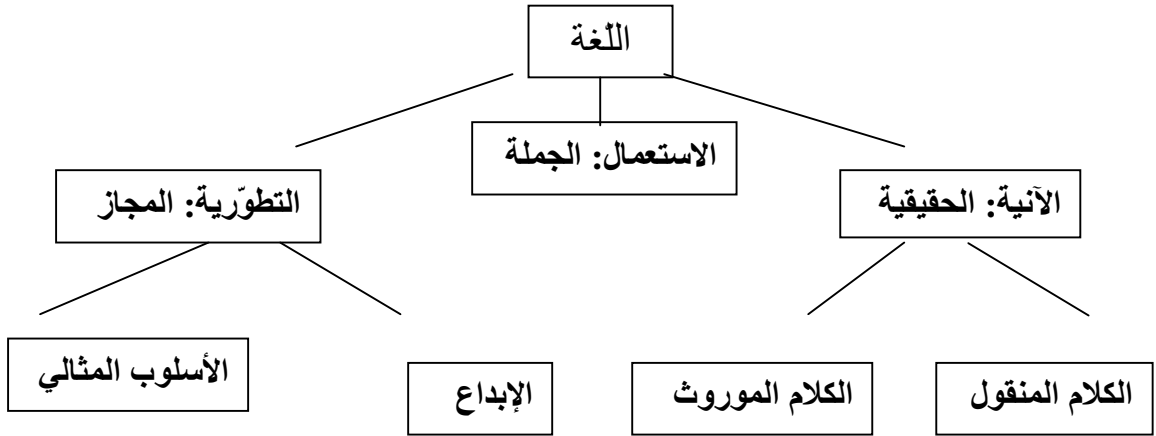 اللّغة
الاستعمال: الجملة
الآنية: الحقيقية
التطوّرية: المجاز
الكلام المنقول
الكلام الموروث
الإبداع
الأسلوب المثالي